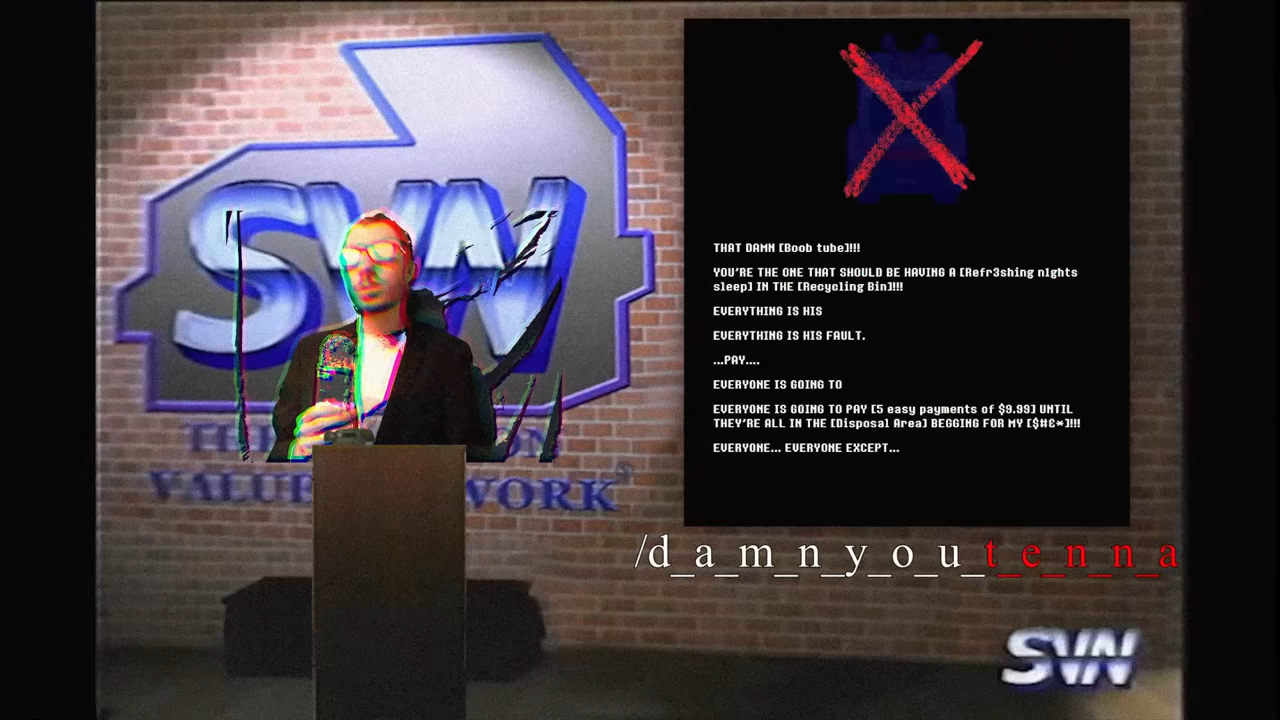 SVN
THAT DAMN [Boob tube]!!!
YOU'RE THE ONE THAT SHOULD BE HAVING A [Refr3shing n1ghts
sleep] IN THE [Recycling Bin]!!!
EVERYTHING IS HIS
EVERYTHING IS HIS FAULT.
...PAY....
EVERYONE IS GOING TO
EVERYONE IS GOING TO PAY [5 easy payments of $9.99] UNTIL
THEY'RE ALL IN THE [Disposal Area] BEGGING FOR MY [$#£*]!!!
EVERYONE... EVERYONE EXCEPT...
VALUE WORK
/d_a_m_n_y_o_u_t_e_n_n_a
SVN